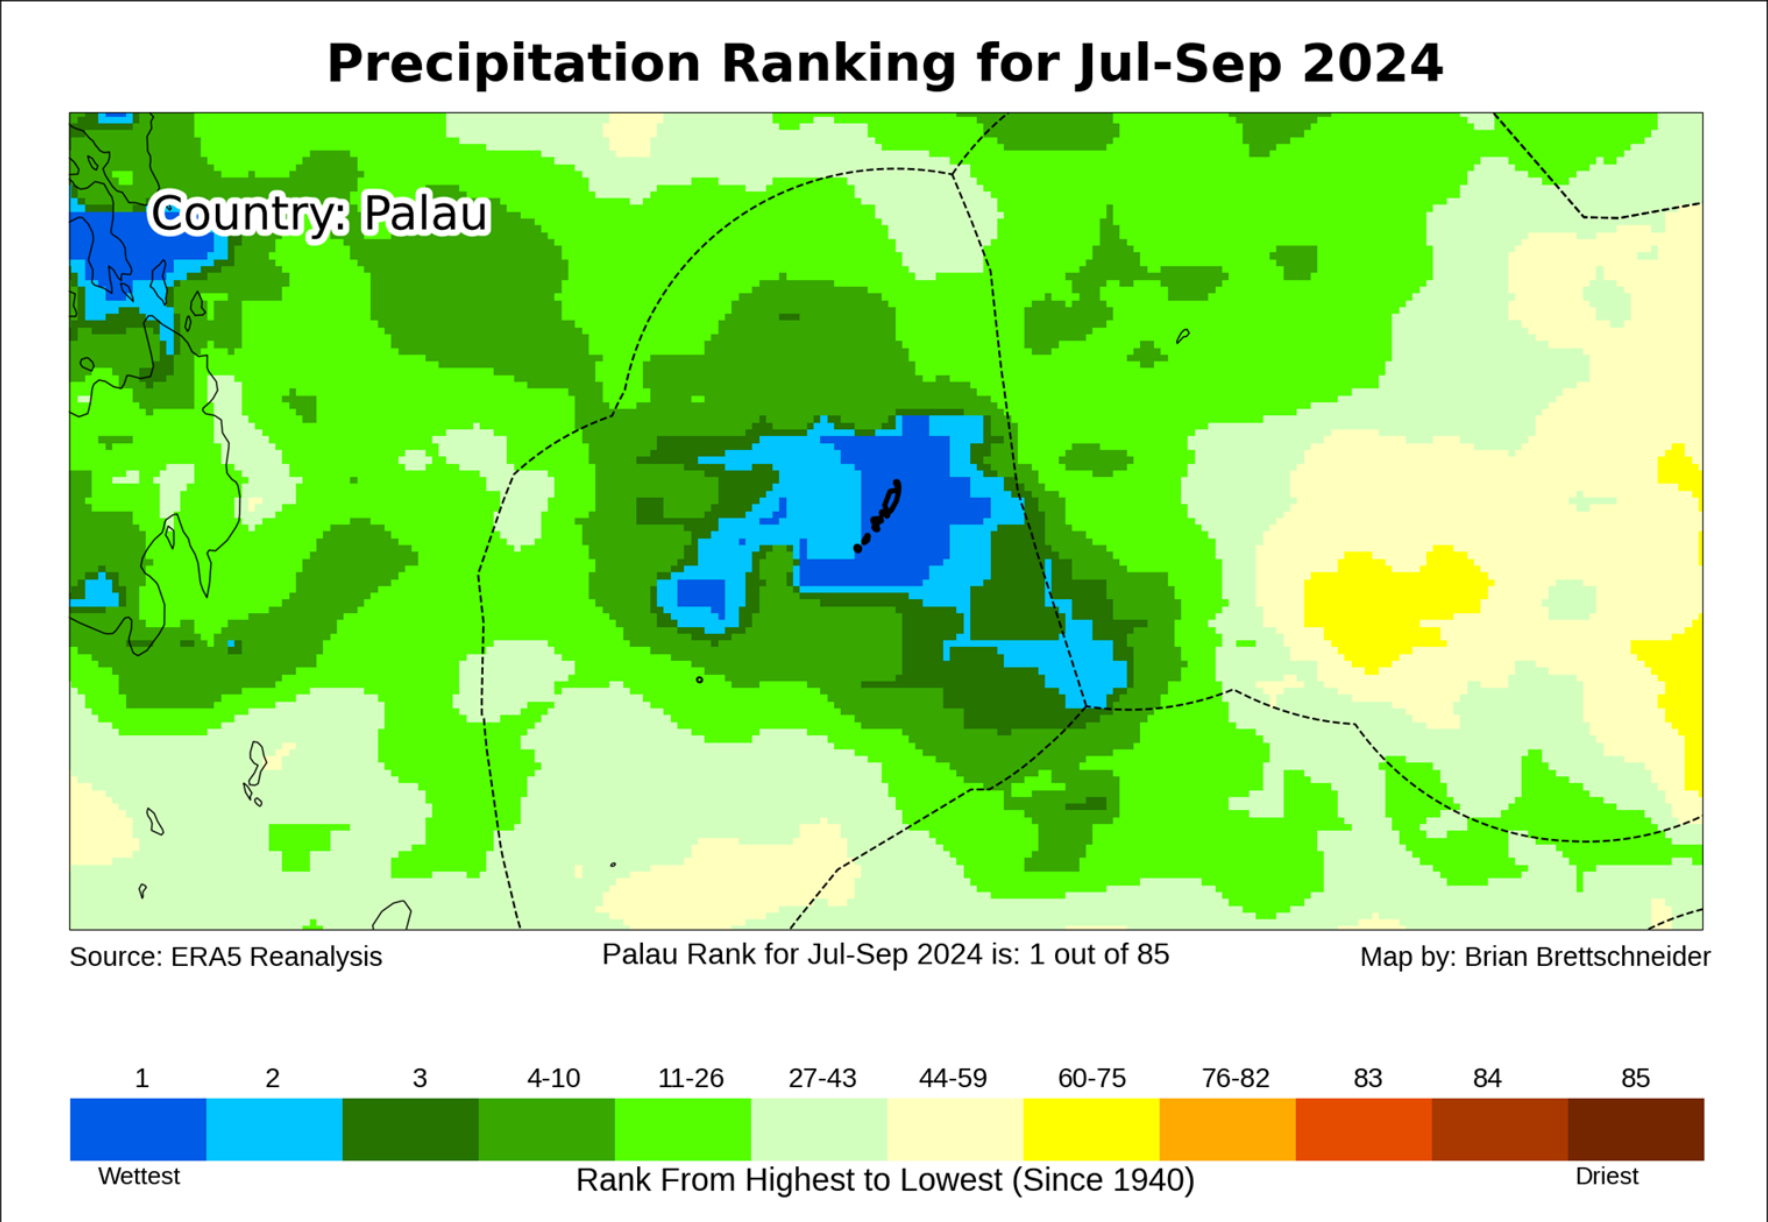 Precipitation Ranking for Jul-Sep 2024
Country: Palau
Source: ERA5 Reanalysis
Palau Rank for Jul-Sep 2024 is: 1 out of 85
Map by: Brian Brettschneider
1 2 3 4-10 11-26 27-43 44-59 60-75 76-82 83 84 85
Wettest
Rank From Highest to Lowest (Since 1940)
Driest